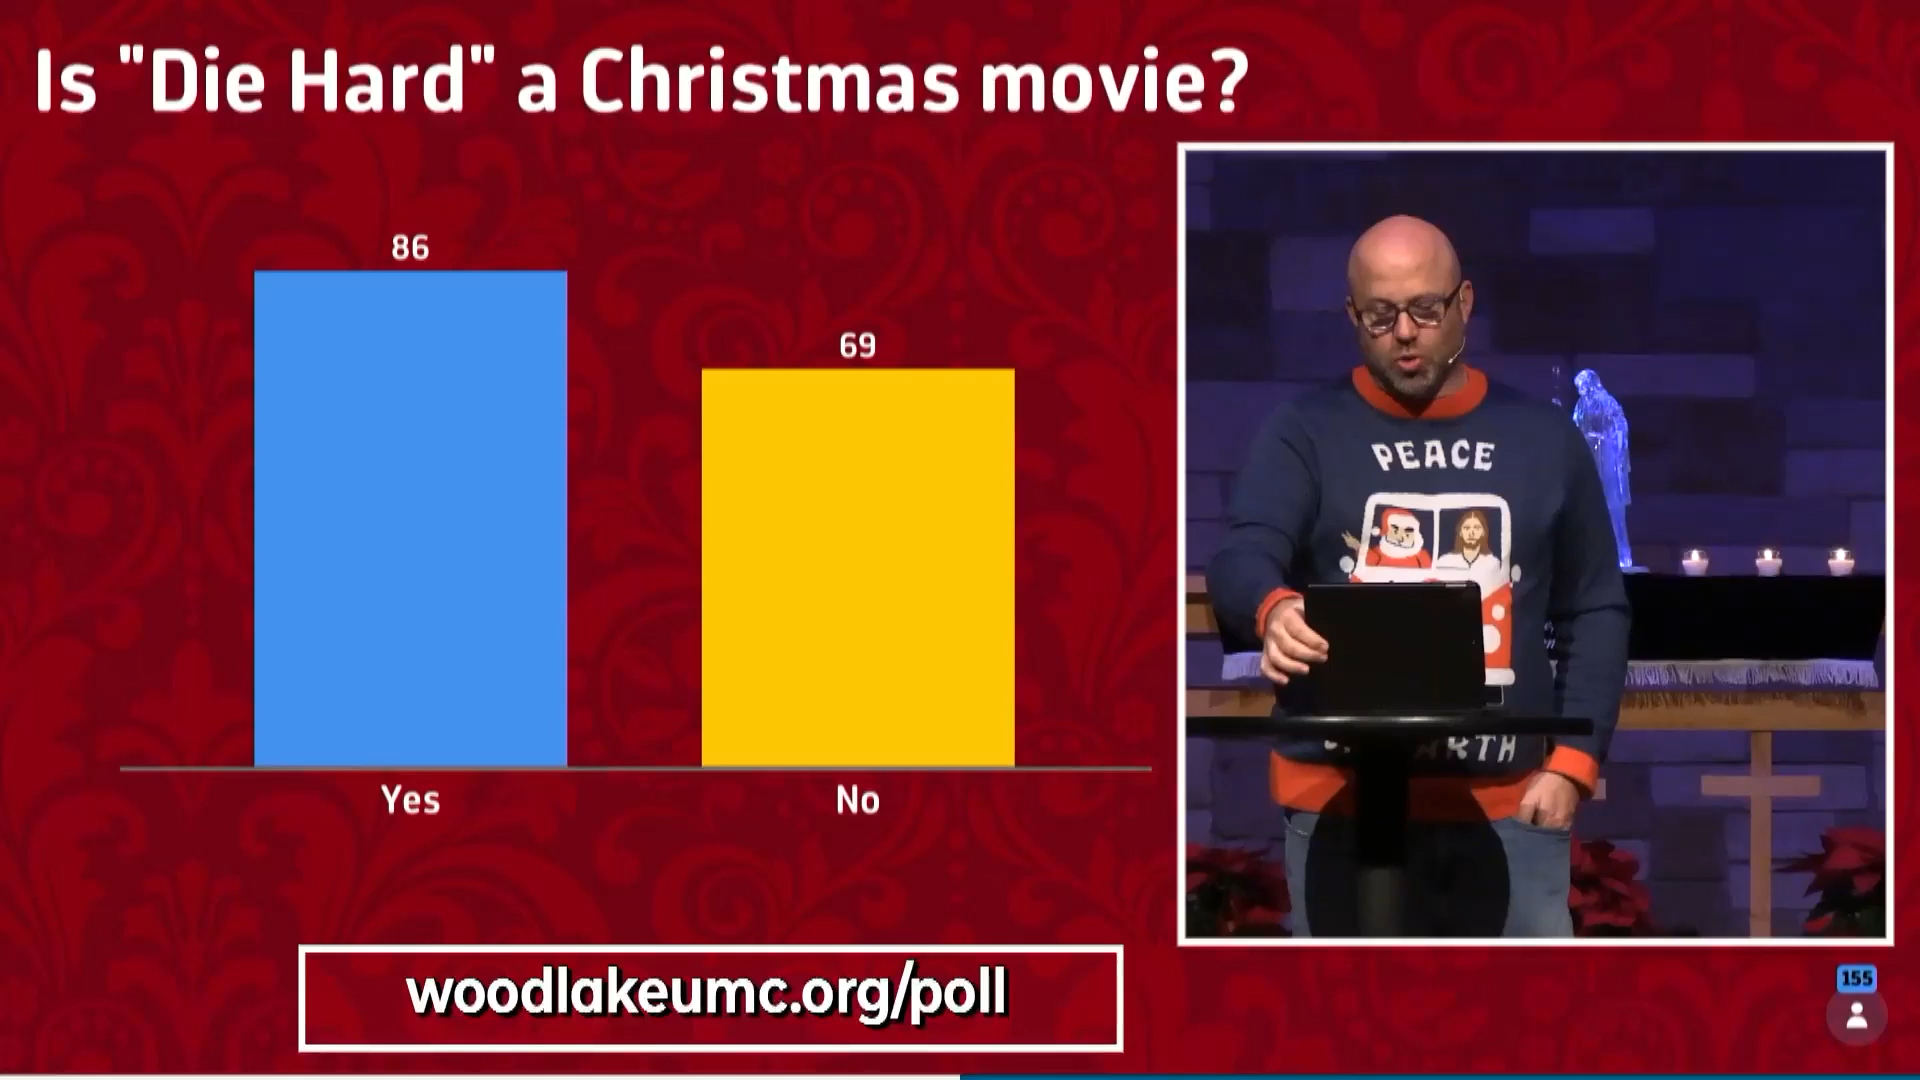 Is "Die Hard" a Christmas movie?
86
69
Yes
No
woodlakeumc.org/poll
PEACE
155